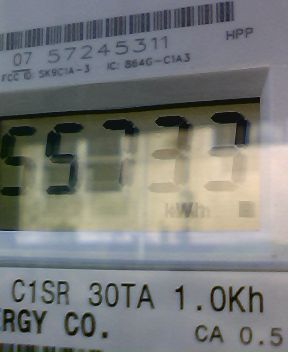 07 57245311
HPP
FCC ID: SK9C1A-3 IC: 864G-C1A3
kWh
C1SR 30TA 1.0Kh
RGY CO.
CA 0.5